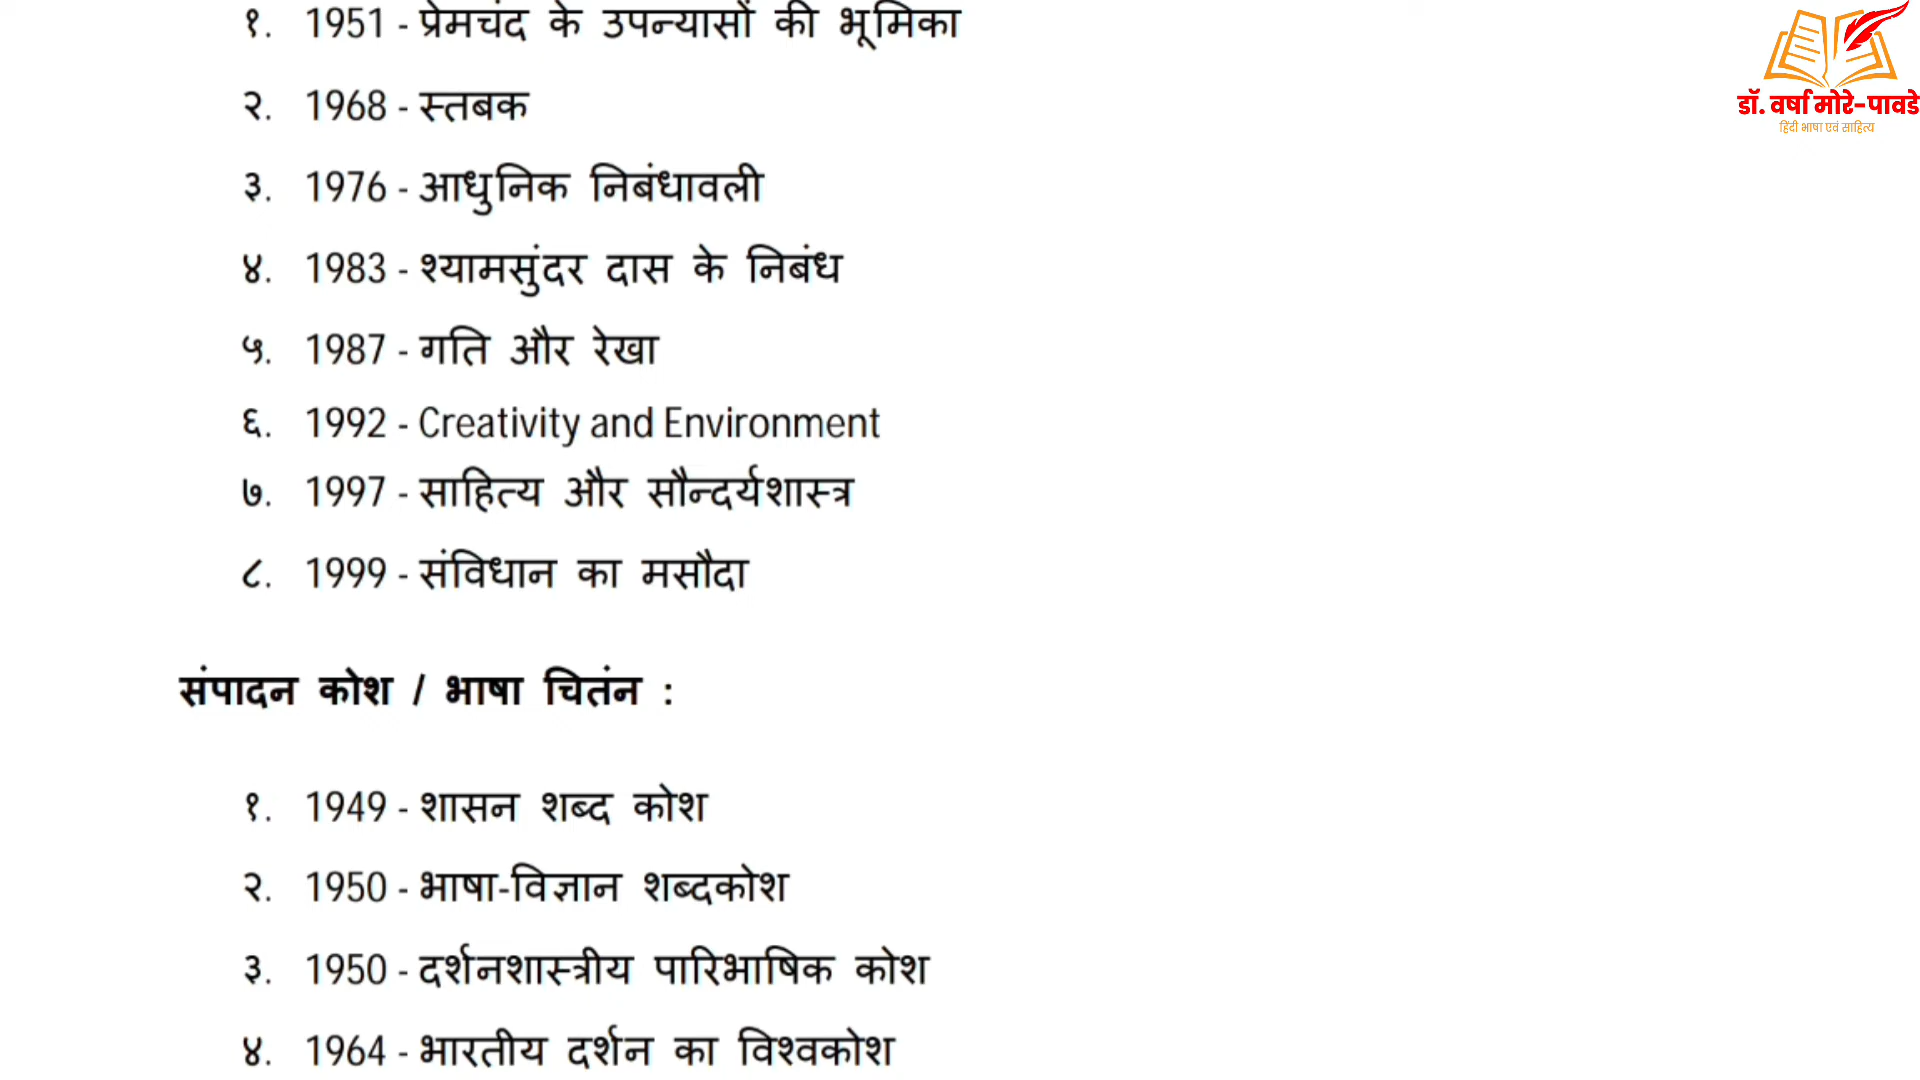 १. 1951 - प्रेमचंद के उपन्यासों की भूमिका
डॉ. वर्षा मोरे-पावडे
हिंदी भाषा एवं साहित्य
२. 1968 - स्तबक
३. 1976 - आधुनिक निबंधावली
४. 1983 - श्यामसुंदर दास के निबंध
५. 1987 - गति और रेखा
६. 1992 - Creativity and Environment
७. 1997 - साहित्य और सौन्दर्यशास्त्र
८. 1999 - संविधान का मसौदा
संपादन कोश / भाषा चितंन :
१. 1949 - शासन शब्द कोश
२. 1950 - भाषा-विज्ञान शब्दकोश
३. 1950 - दर्शनशास्त्रीय पारिभाषिक कोश
४. 1964 - भारतीय दर्शन का विश्वकोश